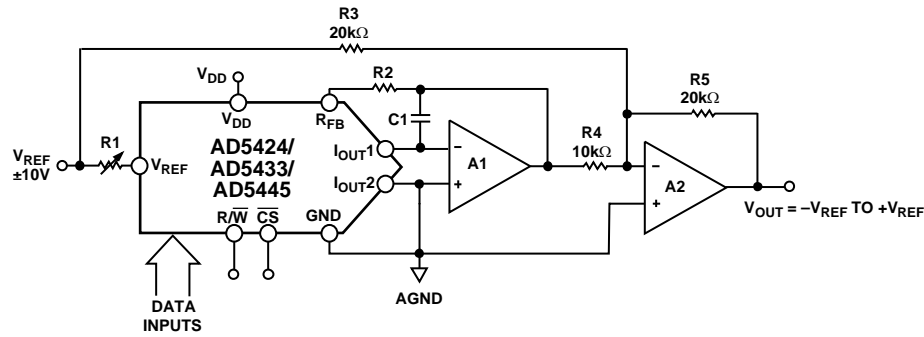 R3
20kΩ
VDD
R2
R5
20kΩ
VDD
RFB
C1
R4
10kΩ
R1
AD5424/
AD5433/
AD5445
IOUT1
VREF
±10V
VREF
–
A1
+
IOUT2
–
A2
+
R/W̅
C̅S̅
GND
VOUT = –VREF TO +VREF
AGND
DATA
INPUTS